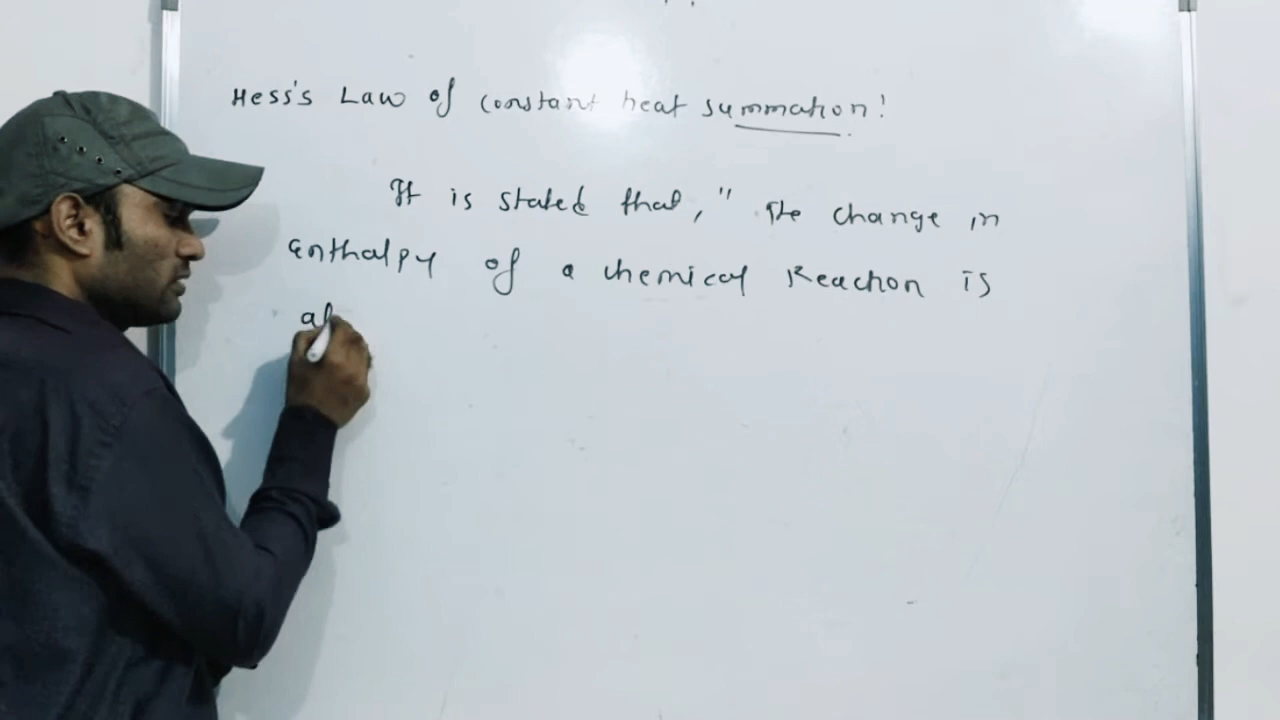 Hess's Law of constant heat summation!
It is stated that, " The change in
enthalpy of a chemical Reaction is
al